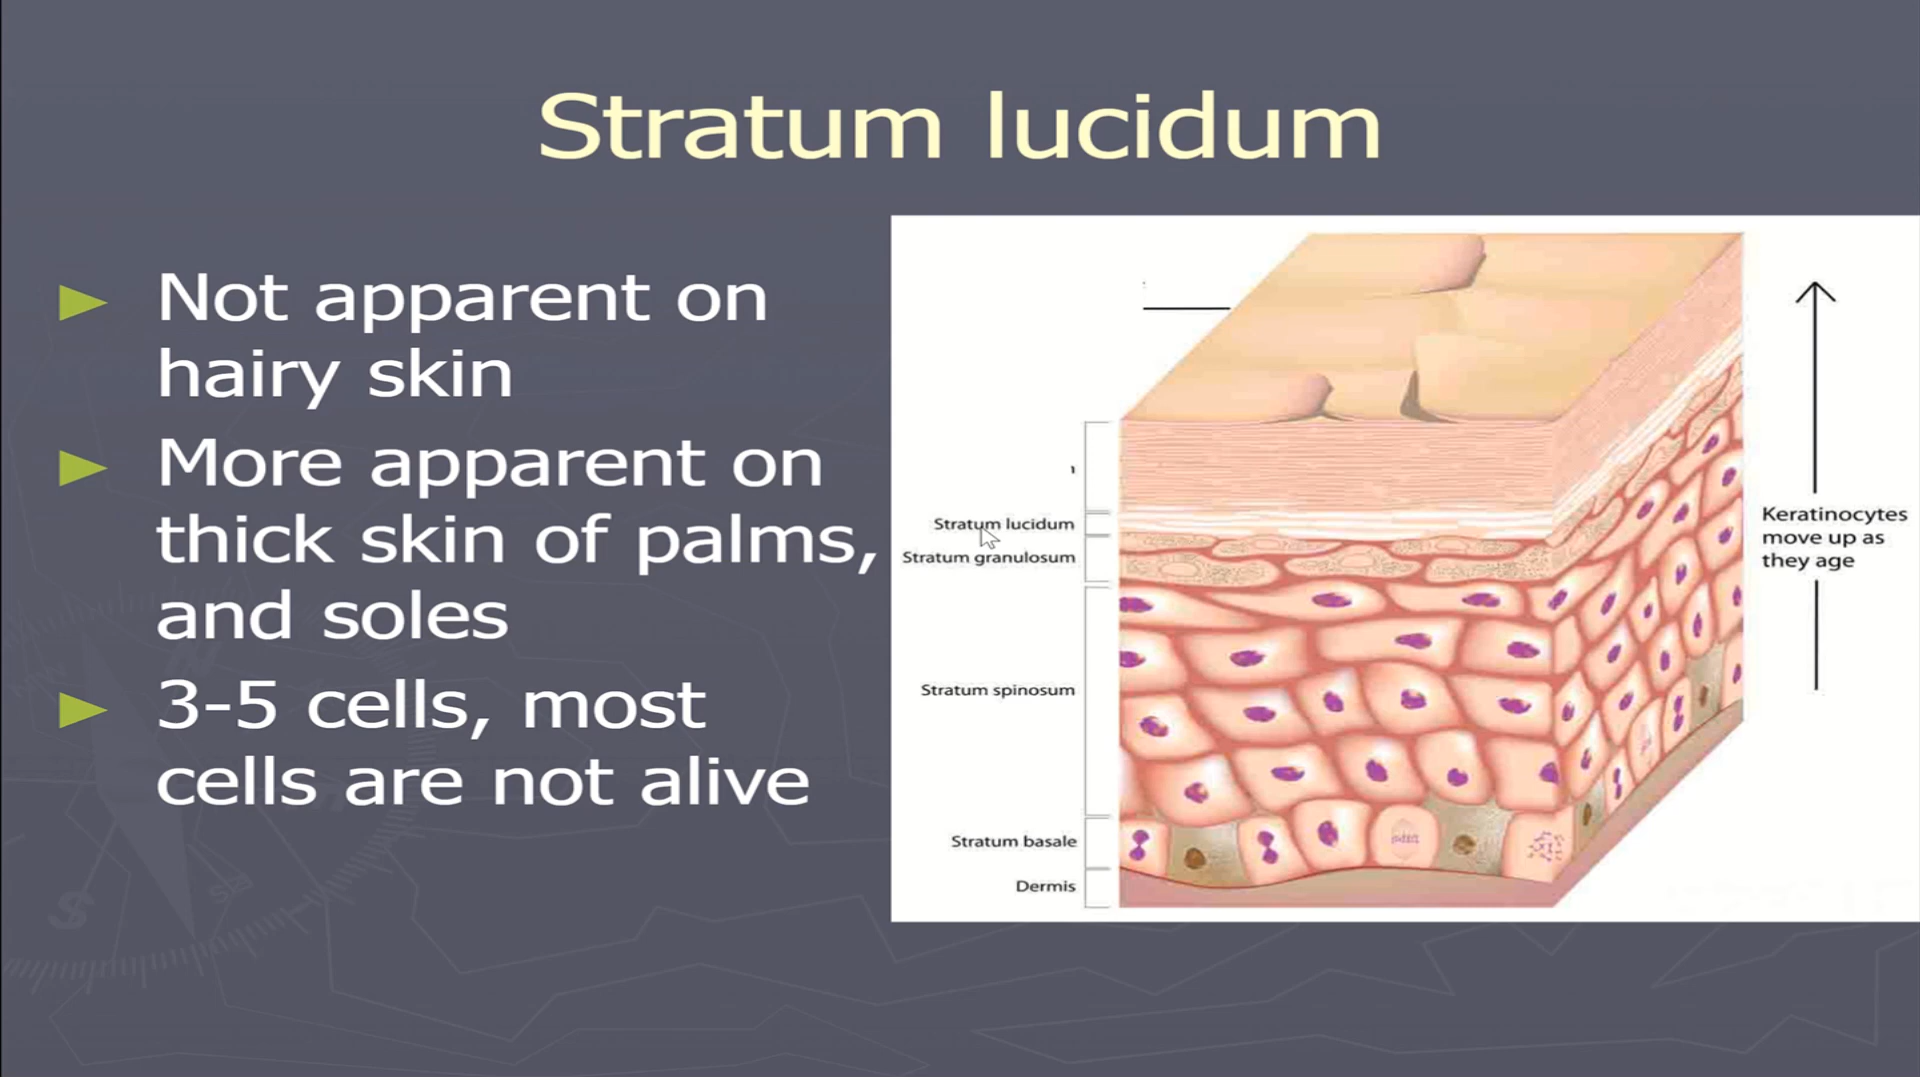 Stratum lucidum
Not apparent on
hairy skin
More apparent on
thick skin of palms,
and soles
3-5 cells, most
cells are not alive
Stratum lucidum
Stratum granulosum
Stratum spinosum
Stratum basale
Dermis
Keratinocytes
move up as
they age